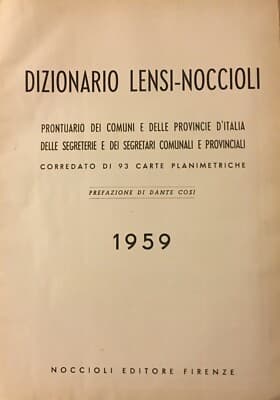 DIZIONARIO LENSI-NOCCIOLI
PRONTUARIO DEI COMUNI E DELLE PROVINCIE D'ITALIA
DELLE SEGRETERIE E DEI SEGRETARI COMUNALI E PROVINCIALI
CORREDATO DI 93 CARTE PLANIMETRICHE
PREFAZIONE DI DANTE COSI
1959
NOCCIOLI EDITORE FIRENZE